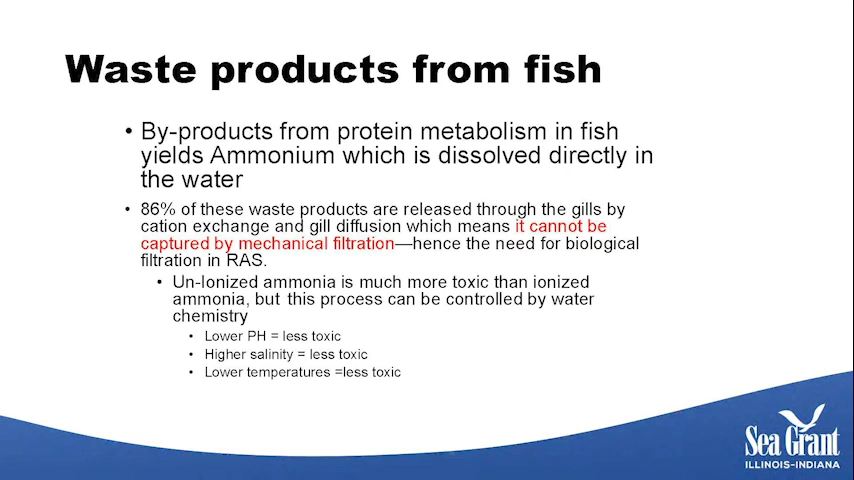 Waste products from fish
• By-products from protein metabolism in fish
yields Ammonium which is dissolved directly in
the water
• 86% of these waste products are released through the gills by
cation exchange and gill diffusion which means it cannot be
captured by mechanical filtration—hence the need for biological
filtration in RAS.
• Un-Ionized ammonia is much more toxic than ionized
ammonia, but this process can be controlled by water
chemistry
• Lower PH = less toxic
• Higher salinity = less toxic
• Lower temperatures =less toxic
Sea Grant
ILLINOIS-INDIANA